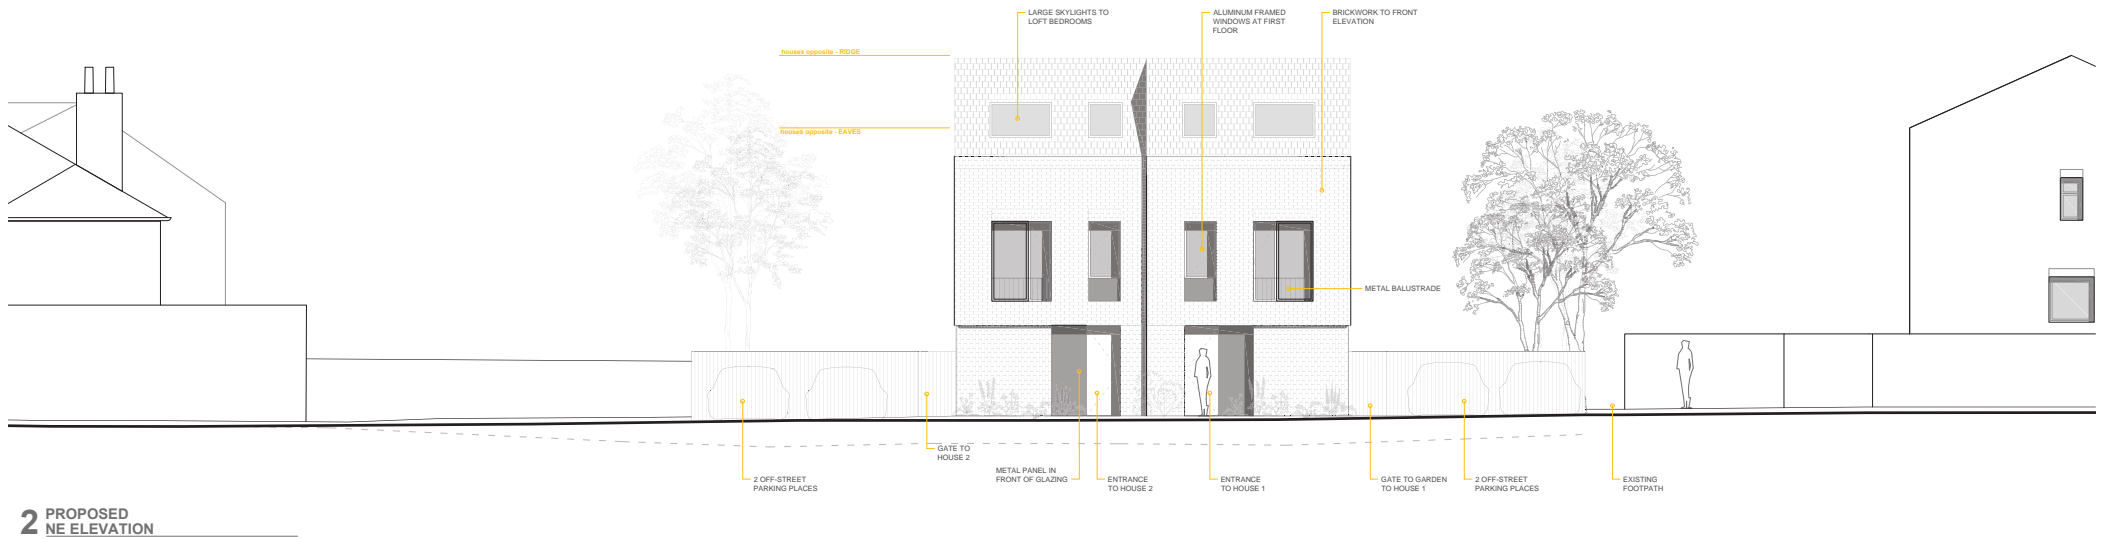 LARGE SKYLIGHTS TO
LOFT BEDROOMS
ALUMINUM FRAMED
WINDOWS AT FIRST
FLOOR
BRICKWORK TO FRONT
ELEVATION
houses opposite - RIDGE
houses opposite - EAVES
METAL BALUSTRADE
GATE TO
HOUSE 2
METAL PANEL IN
FRONT OF GLAZING
2 OFF-STREET
PARKING PLACES
ENTRANCE
TO HOUSE 2
ENTRANCE
TO HOUSE 1
GATE TO GARDEN
TO HOUSE 1
2 OFF-STREET
PARKING PLACES
EXISTING
FOOTPATH
2 PROPOSED
NE ELEVATION